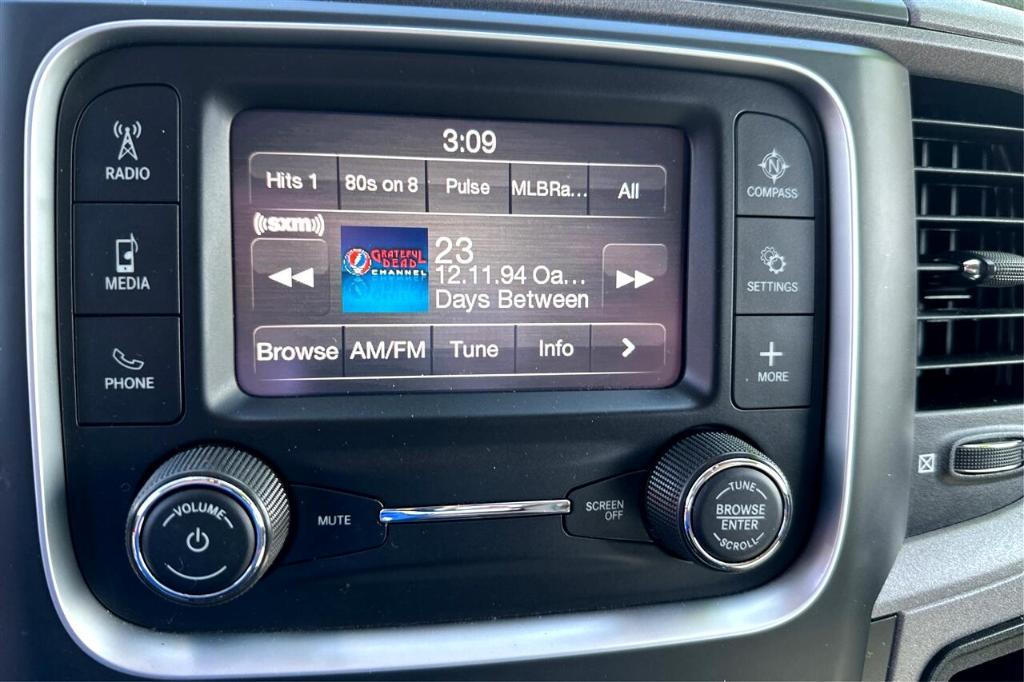 3:09
Hits 1 80s on 8 Pulse MLBRa... All
((sxm))
GRATEFUL
DEAD
CHANNEL
23
12.11.94 Oa...
Days Between
Browse AM/FM Tune Info >
RADIO
MEDIA
PHONE
N
COMPASS
SETTINGS
+
MORE
VOLUME
MUTE
SCREEN
OFF
TUNE
BROWSE
ENTER
SCROLL